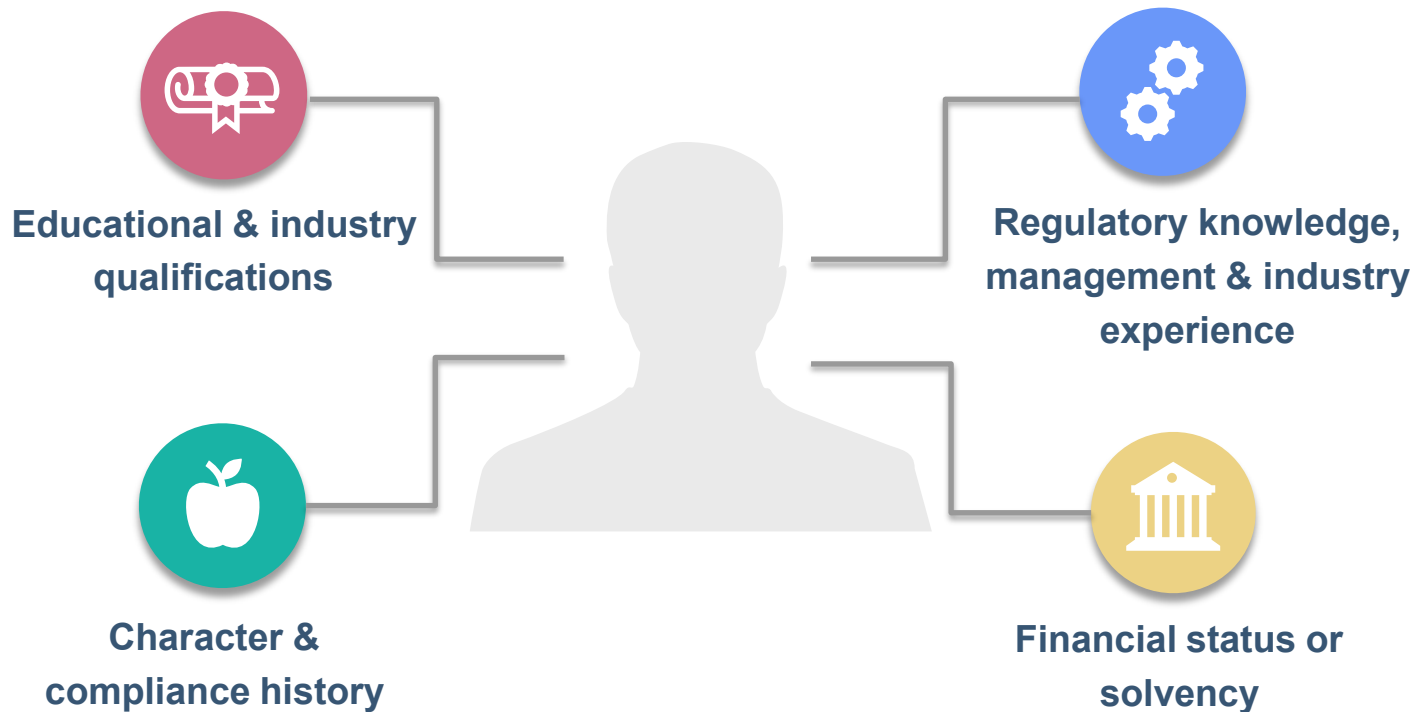 Educational & industry
qualifications
Regulatory knowledge,
management & industry
experience
Character &
compliance history
Financial status or
solvency